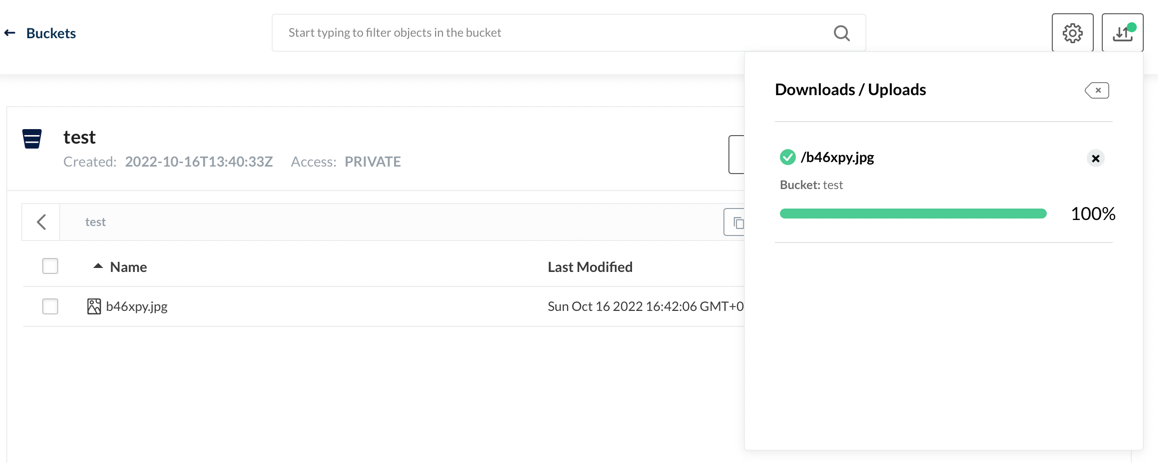 Buckets
Start typing to filter objects in the bucket
Downloads / Uploads
test
Created: 2022-10-16T13:40:33Z Access: PRIVATE
/b46xpy.jpg
Bucket: test
100%
test
Name Last Modified
b46xpy.jpg Sun Oct 16 2022 16:42:06 GMT+0